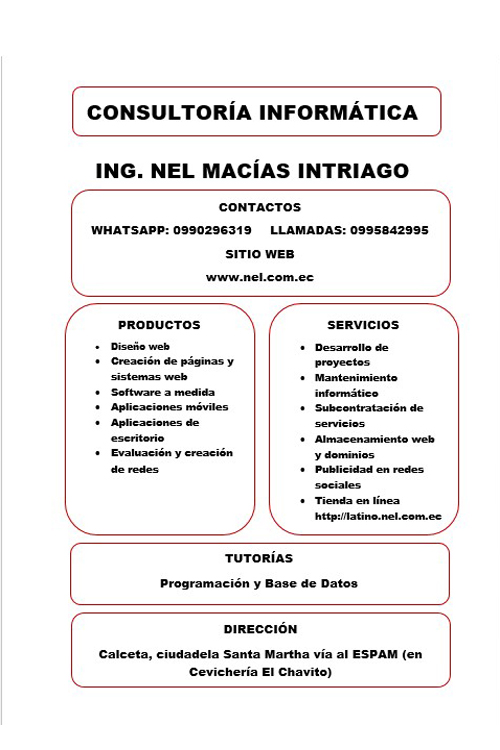 CONSULTORÍA INFORMÁTICA
ING. NEL MACÍAS INTRIAGO
CONTACTOS
WHATSAPP: 0990296319 LLAMADAS: 0995842995
SITIO WEB
www.nel.com.ec
PRODUCTOS
• Diseño web
• Creación de páginas y
sistemas web
• Software a medida
• Aplicaciones móviles
• Aplicaciones de
escritorio
• Evaluación y creación
de redes
SERVICIOS
• Desarrollo de
proyectos
• Mantenimiento
informático
• Subcontratación de
servicios
• Almacenamiento web
y dominios
• Publicidad en redes
sociales
• Tienda en línea
http://latino.nel.com.ec
TUTORÍAS
Programación y Base de Datos
DIRECCIÓN
Calceta, ciudadela Santa Martha vía al ESPAM (en
Cevichería El Chavito)